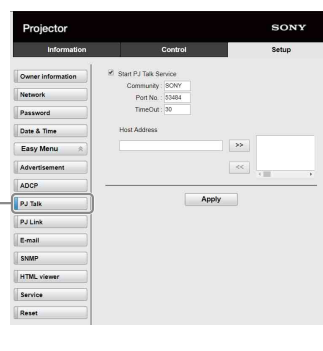 Projector
SONY
Information
Control
Setup
Owner information
Network
Password
Date & Time
Easy Menu
Advertisement
ADCP
PJ Talk
PJ Link
E-mail
SNMP
HTML viewer
Service
Reset
Start PJ Talk Service
Community : SONY
Port No. : 53484
TimeOut : 30
Host Address
>>
<<
Apply